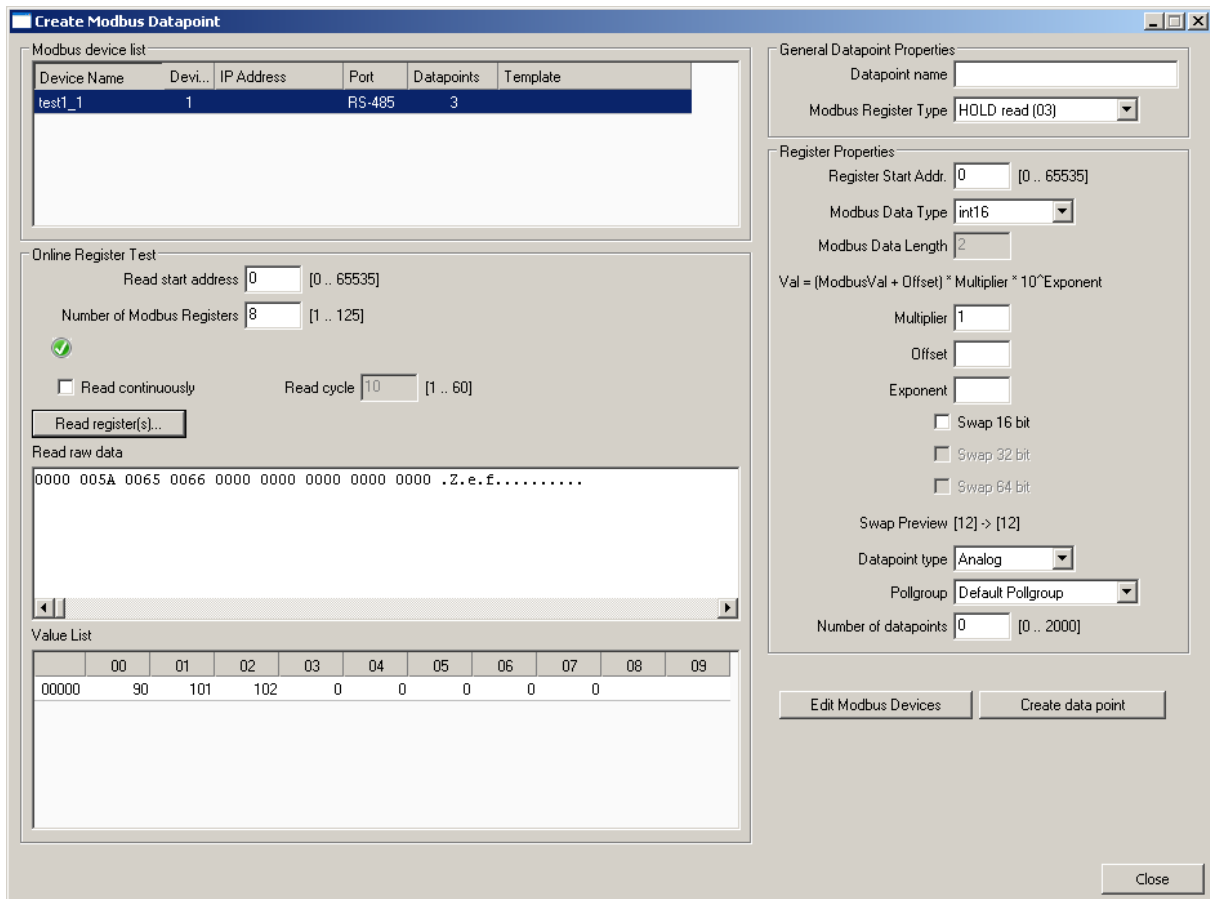 Create Modbus Datapoint
Modbus device list
Device Name Devi... IP Address Port Datapoints Template
test1_1 1 RS-485 3
Online Register Test
Read start address 0 [0 .. 65535]
Number of Modbus Registers 8 [1 .. 125]
Read continuously Read cycle 10 [1 .. 60]
Read register(s)...
Read raw data
0000 005A 0065 0066 0000 0000 0000 0000 0000 .Z.e.f..........
Value List
00 01 02 03 04 05 06 07 08 09
00000 90 101 102 0 0 0 0 0
General Datapoint Properties
Datapoint name
Modbus Register Type HOLD read (03)
Register Properties
Register Start Addr. 0 [0 .. 65535]
Modbus Data Type int16
Modbus Data Length 2
Val = (ModbusVal + Offset) * Multiplier * 10^Exponent
Multiplier 1
Offset
Exponent
Swap 16 bit
Swap 32 bit
Swap 64 bit
Swap Preview [12] -> [12]
Datapoint type Analog
Pollgroup Default Pollgroup
Number of datapoints 0 [0 .. 2000]
Edit Modbus Devices Create data point
Close